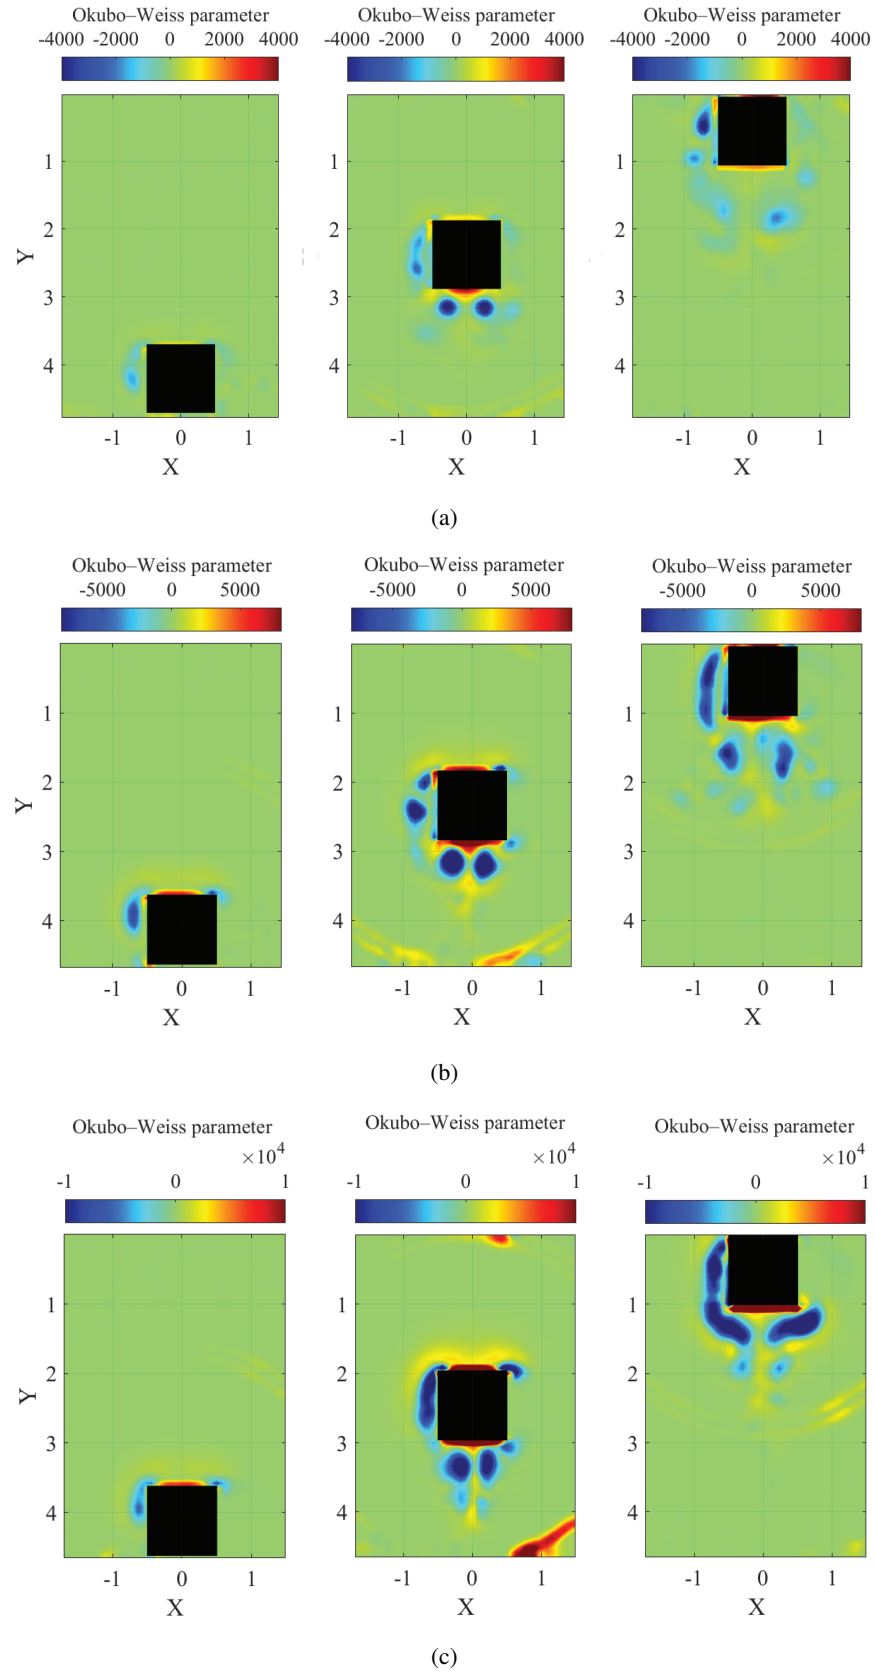 Okubo–Weiss parameter Okubo–Weiss parameter Okubo–Weiss parameter
-4000 -2000 0 2000 4000 -4000 -2000 0 2000 4000 -4000 -2000 0 2000 4000
1 1 1
2 2 2
Y
3 3 3
4 4 4
-1 0 1 -1 0 1 -1 0 1
X X X
(a)
Okubo–Weiss parameter Okubo–Weiss parameter Okubo–Weiss parameter
-5000 0 5000 -5000 0 5000 -5000 0 5000
1 1 1
2 2 2
Y
3 3 3
4 4 4
-1 0 1 -1 0 1 -1 0 1
X X X
(b)
Okubo–Weiss parameter Okubo–Weiss parameter Okubo–Weiss parameter
×10⁴ ×10⁴ ×10⁴
-1 0 1 -1 0 1 -1 0 1
1 1 1
2 2 2
Y
3 3 3
4 4 4
-1 0 1 -1 0 1 -1 0 1
X X X
(c)